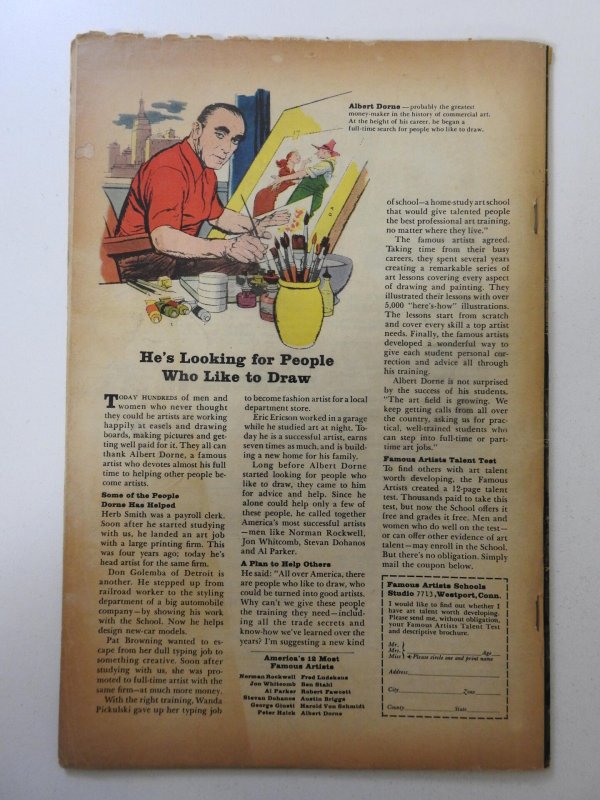 Albert Dorne — probably the greatest
money-maker in the history of commercial art.
At the height of his career, he began a
full-time search for people who like to draw.
He's Looking for People
Who Like to Draw
TODAY HUNDREDS of men and
women who never thought
they could be artists are working
happily at easels and drawing
boards, making pictures and get-
ting well paid for it. They all can
thank Albert Dorne, a famous
artist who devotes almost his full
time to helping other people be-
come artists.
Some of the People
Dorne Has Helped
Herb Smith was a payroll clerk.
Soon after he started studying
with us, he landed an art job
with a large printing firm. This
was four years ago; today he's
head artist for the same firm.
Don Golemba of Detroit is
another. He stepped up from
railroad worker to the styling
department of a big automobile
company—by showing his work
with the School. Now he helps
design new-car models.
Pat Browning wanted to es-
cape from her dull typing job to
something creative. Soon after
studying with us, she was pro-
moted to full-time artist with the
same firm—at much more money.
With the right training, Wanda
Pickulski gave up her typing job
to become fashion artist for a local
department store.
Eric Ericson worked in a garage
while he studied art at night. To-
day he is a successful artist, earns
seven times as much, and is build-
ing a new home for his family.
Long before Albert Dorne
started looking for people who
like to draw, they came to him
for advice and help. Since he
alone could help only a few of
these people, he called together
America's most successful artists
—men like Norman Rockwell,
Jon Whitcomb, Stevan Dohanos
and Al Parker.
A Plan to Help Others
He said: "All over America, there
are people who like to draw, who
could be turned into good artists.
Why can't we give these people
the training they need—includ-
ing all the trade secrets and
know-how we've learned over the
years? I'm suggesting a new kind
America's 12 Most
Famous Artists
Norman Rockwell Fred Ludekens
Jon Whitcomb Ben Stahl
Al Parker Robert Fawcett
Stevan Dohanos Austin Briggs
George Giusti Harold Von Schmidt
Peter Helck Albert Dorne
of school—a home-study art school
that would give talented people
the best professional art training,
no matter where they live."
The famous artists agreed.
Taking time from their busy
careers, they spent several years
creating a remarkable series of
art lessons covering every aspect
of drawing and painting. They
illustrated their lessons with over
5,000 "here's-how" illustrations.
The lessons start from scratch
and cover every skill a top artist
needs. Finally, the famous artists
developed a wonderful way to
give each student personal cor-
rection and advice all through
his training.
Albert Dorne is not surprised
by the success of his students.
"The art field is growing. We
keep getting calls from all over
the country, asking us for prac-
tical, well-trained students who
can step into full-time or part-
time art jobs."
Famous Artists Talent Test
To find others with art talent
worth developing, the Famous
Artists created a 12-page talent
test. Thousands paid to take this
test, but now the School offers it
free and grades it free. Men and
women who do well on the test—
or can offer other evidence of art
talent—may enroll in the School.
But there's no obligation. Simply
mail the coupon below.
Famous Artists Schools
Studio 7713, Westport, Conn.
I would like to find out whether I
have art talent worth developing.
Please send me, without obligation,
your Famous Artists Talent Test
and descriptive brochure.
Mr.
Mrs. Age
Miss Please circle one and print name
Address
City Zone
County State